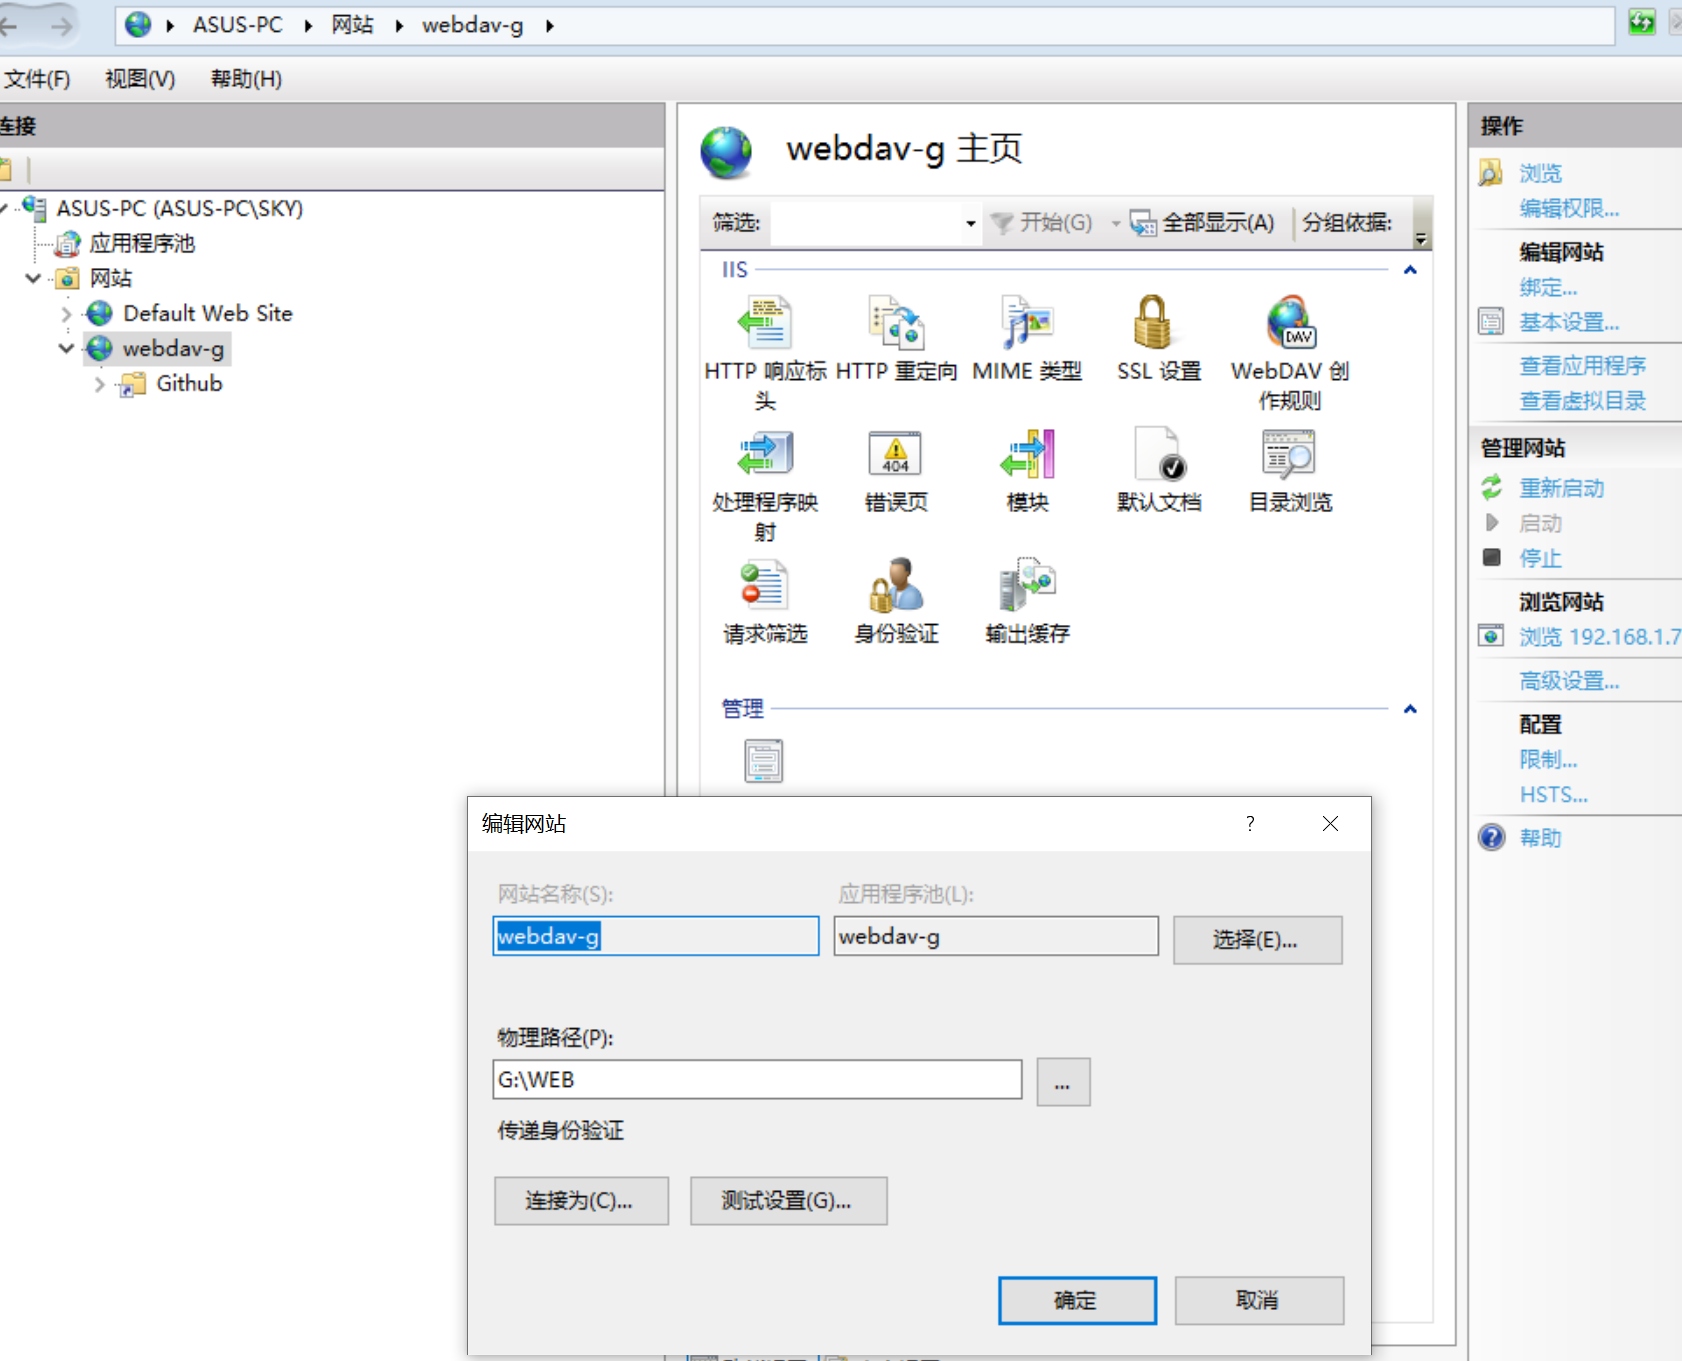 ASUS-PC 网站 webdav-g
文件(F) 视图(V) 帮助(H)
连接
ASUS-PC (ASUS-PC\SKY)
应用程序池
网站
Default Web Site
webdav-g
Github
webdav-g 主页
筛选: 开始(G) 全部显示(A) 分组依据:
IIS
HTTP 响应标头
HTTP 重定向
MIME 类型
SSL 设置
WebDAV 创作规则
DAV
处理程序映射
404
错误页
模块
默认文档
目录浏览
请求筛选
身份验证
输出缓存
管理
操作
浏览
编辑权限...
编辑网站
绑定...
基本设置...
查看应用程序
查看虚拟目录
管理网站
重新启动
启动
停止
浏览网站
浏览 192.168.1.7
高级设置...
配置
限制...
HSTS...
帮助
编辑网站
网站名称(S): 应用程序池(L):
webdav-g webdav-g 选择(E)...
物理路径(P):
G:\WEB ...
传递身份验证
连接为(C)... 测试设置(G)...
确定 取消